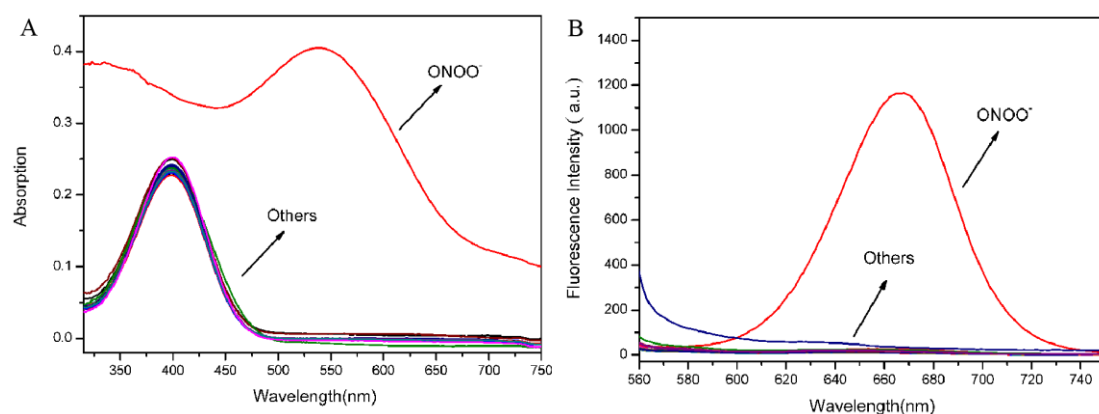 A
0.4
0.3
0.2
0.1
0.0
Absorption
ONOO⁻
Others
350 400 450 500 550 600 650 700 750
Wavelength(nm)
B
1400
1200
1000
800
600
400
200
0
Fluorescence Intensity ( a.u.)
ONOO⁻
Others
560 580 600 620 640 660 680 700 720 740
Wavelength(nm)